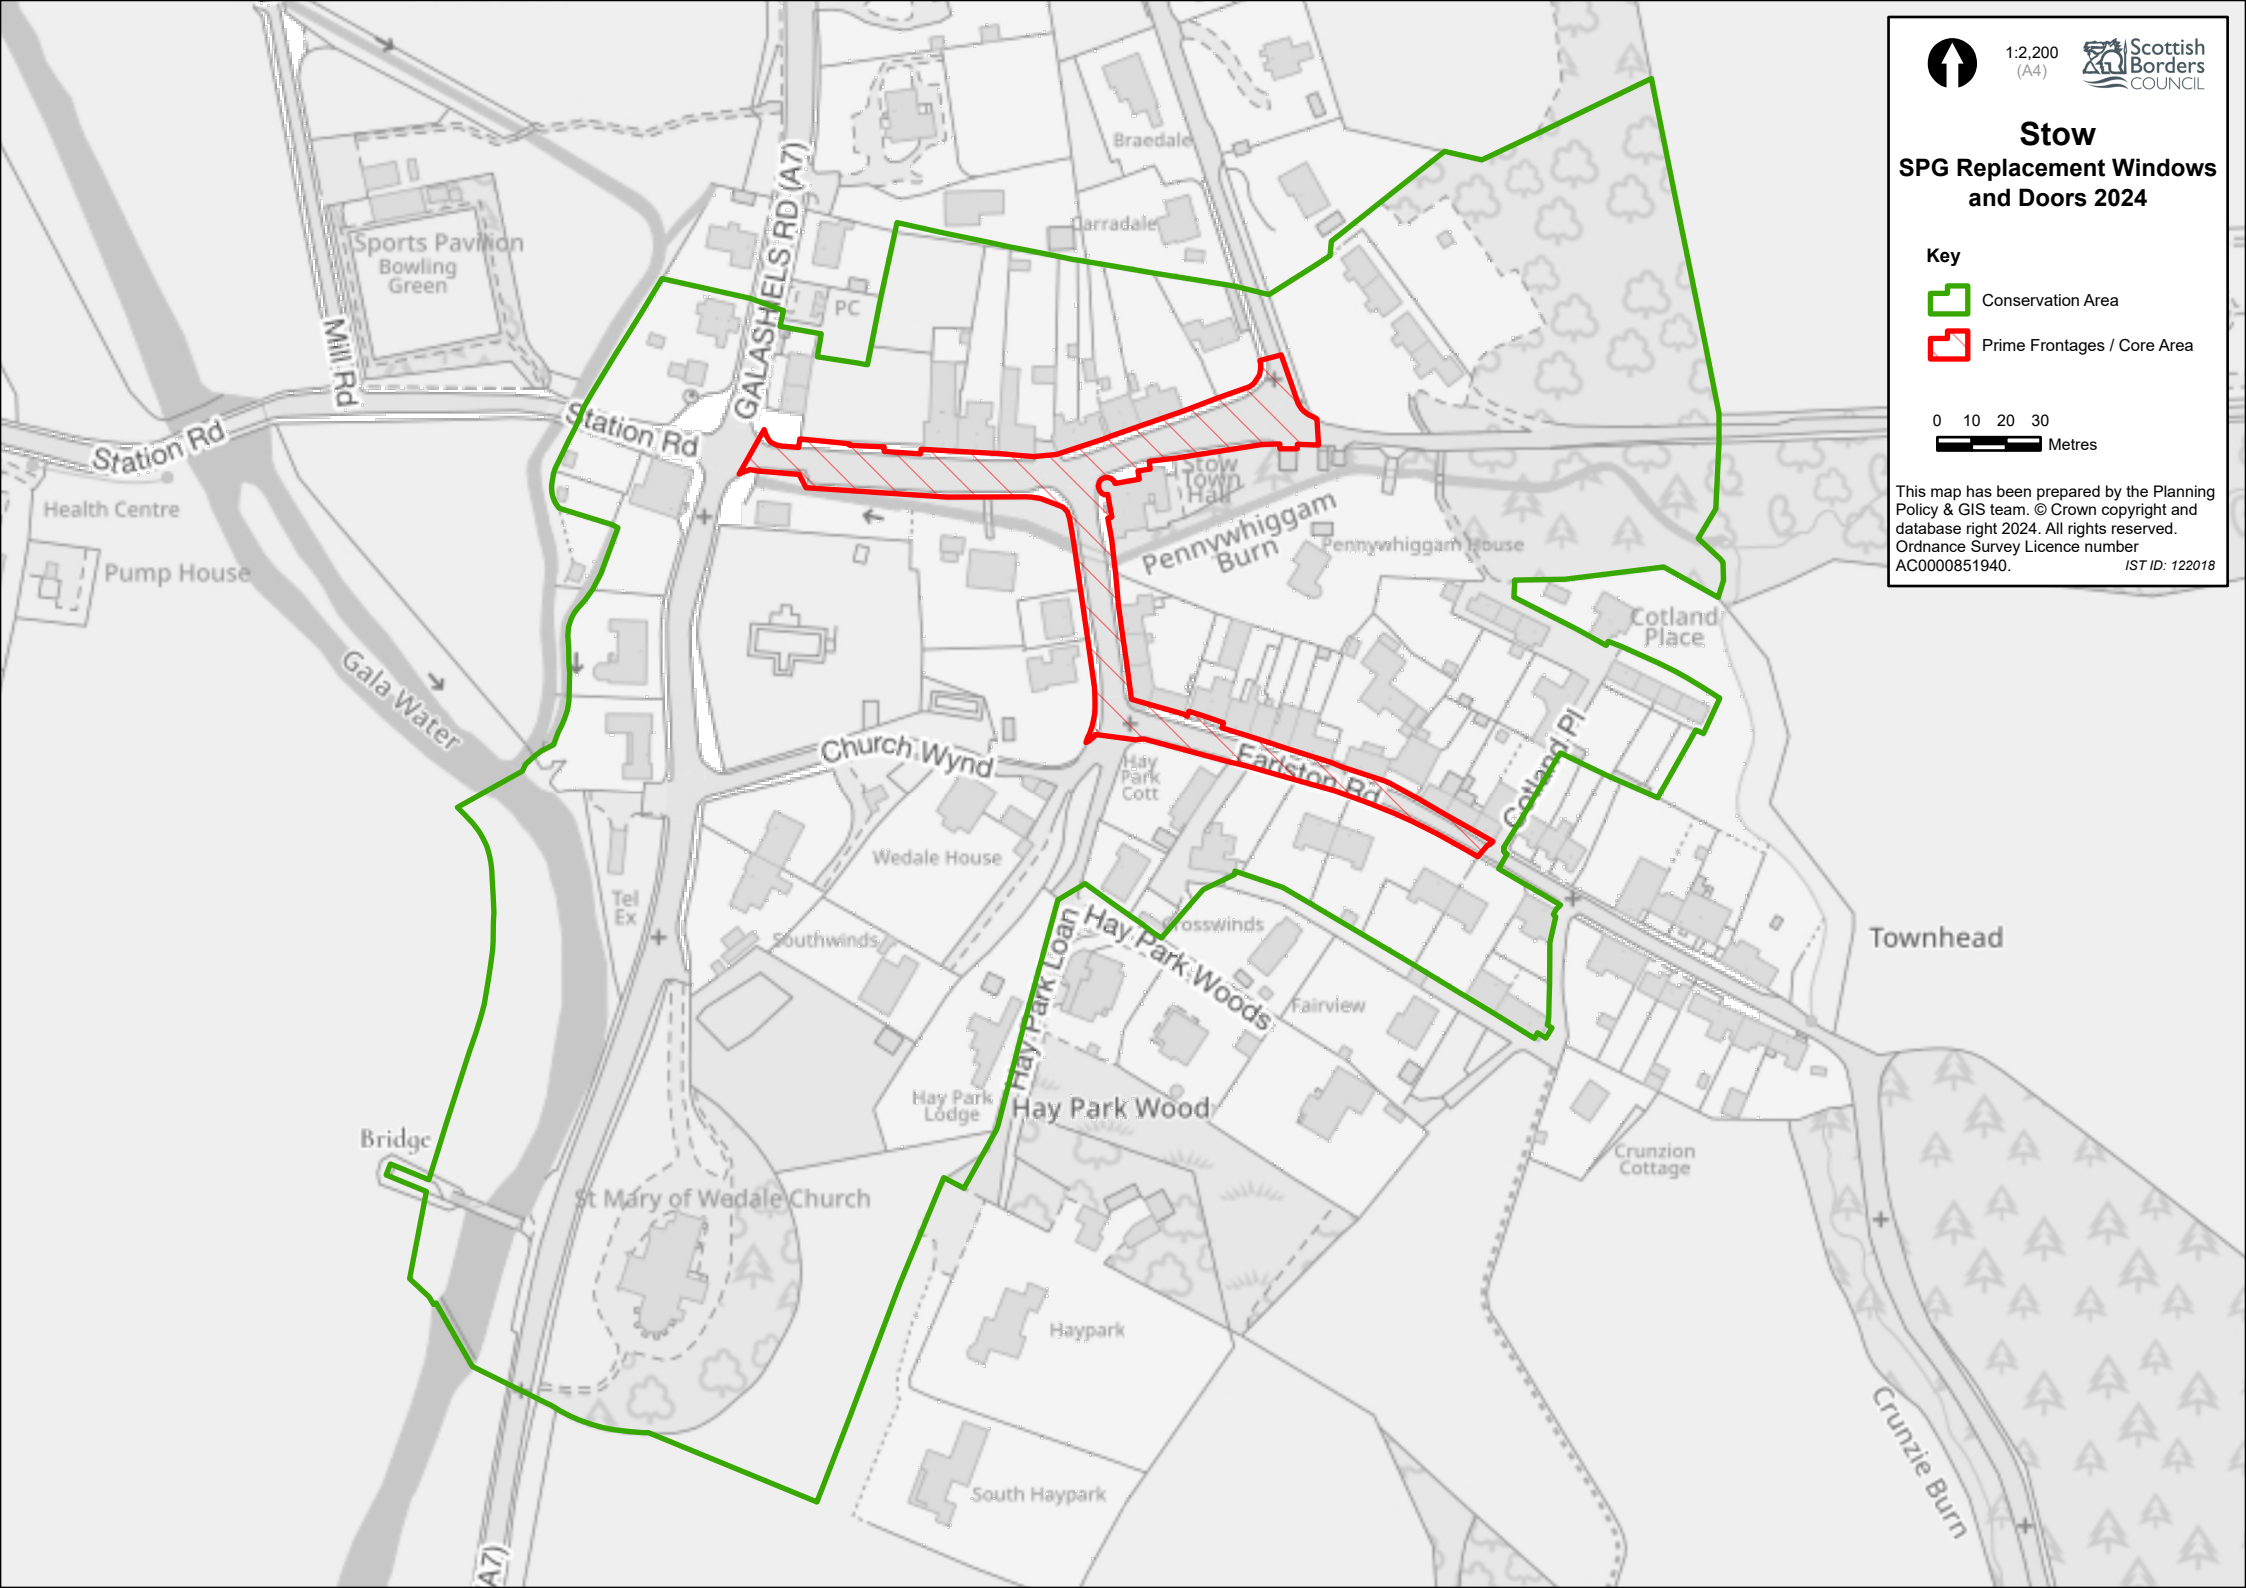 1:2,200
(A4)
Scottish
Borders
COUNCIL
Stow
SPG Replacement Windows
and Doors 2024
Key
Conservation Area
Prime Frontages / Core Area
0 10 20 30
Metres
This map has been prepared by the Planning
Policy & GIS team. © Crown copyright and
database right 2024. All rights reserved.
Ordnance Survey Licence number
AC0000851940.
IST ID: 122018
GALASHIELS RD (A7)
Braedale
Carradale
Sports Pavilion
Bowling
Green
PC
Mill Rd
Station Rd
Station Rd
Health Centre
Pump House
Stow
Town
Hall
Pennywhiggam
Burn
Pennywhiggam House
Cotland
Place
Gala Water
Church Wynd
Hay
Park
Cott
Earlston Rd
Cotland Pl
Wedale House
Tel
Ex
Southwinds
Crosswinds
Hay Park Woods
Hay Park Loan
Fairview
Townhead
Hay Park
Lodge
Hay Park Wood
Bridge
St Mary of Wedale Church
Crunzion
Cottage
Haypark
South Haypark
Crunzie Burn
A7)